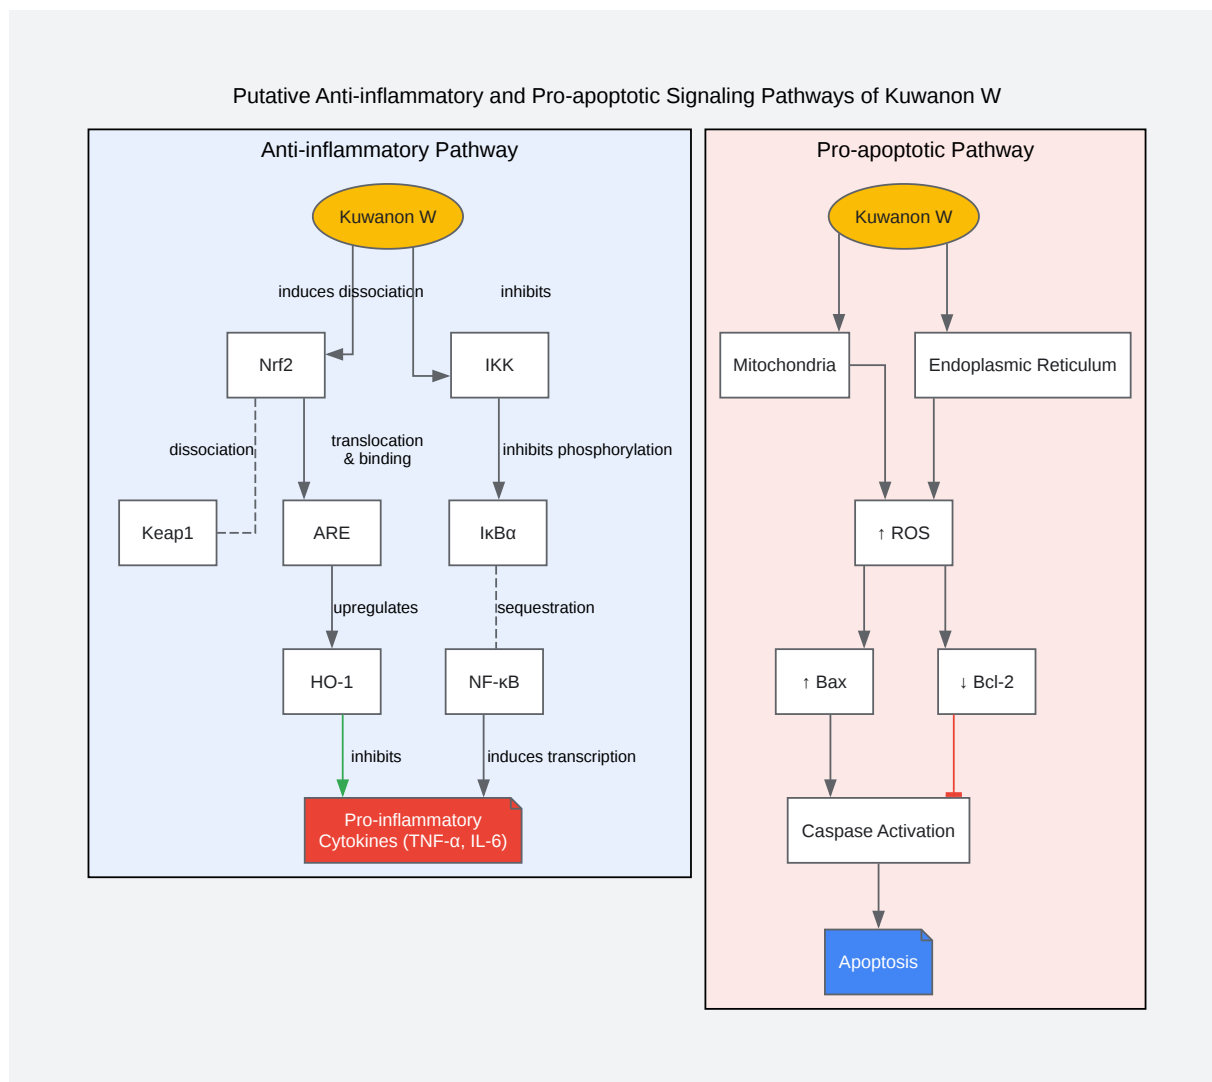 Putative Anti-inflammatory and Pro-apoptotic Signaling Pathways of Kuwanon W
Anti-inflammatory Pathway
Kuwanon W
induces dissociation
inhibits
Nrf2
IKK
dissociation
translocation
& binding
inhibits phosphorylation
Keap1
ARE
IκBα
upregulates
sequestration
HO-1
NF-κB
inhibits
induces transcription
Pro-inflammatory
Cytokines (TNF-α, IL-6)
Pro-apoptotic Pathway
Kuwanon W
Mitochondria
Endoplasmic Reticulum
↑ ROS
↑ Bax
↓ Bcl-2
Caspase Activation
Apoptosis